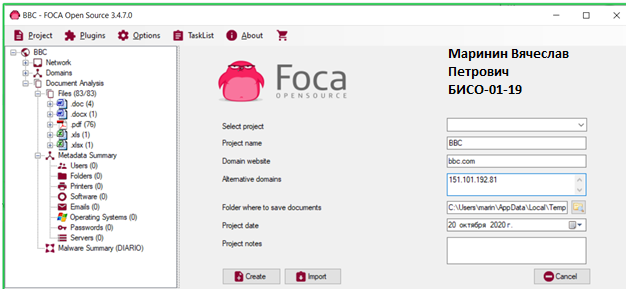 BBC - FOCA Open Source 3.4.7.0
Project Plugins Options TaskList About
BBC
Network
Domains
Document Analysis
Files (83/83)
.doc (4)
.docx (1)
.pdf (76)
.xls (1)
.xlsx (1)
Metadata Summary
Users (0)
Folders (0)
Printers (0)
Software (0)
Emails (0)
Operating Systems (0)
Passwords (0)
Servers (0)
Malware Summary (DIARIO)
Foca
OPENSOURCE
Маринин Вячеслав
Петрович
БИСО-01-19
Select project
Project name BBC
Domain website bbc.com
Alternative domains 151.101.192.81
Folder where to save documents C:\Users\marin\AppData\Local\Temp
Project date 20 октября 2020 г.
Project notes
Create Import Cancel